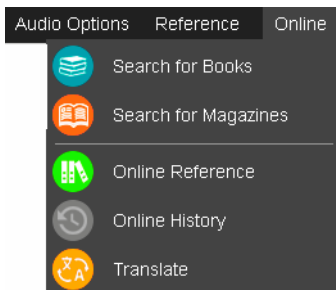 Audio Options Reference Online
Search for Books
Search for Magazines
Online Reference
Online History
Translate